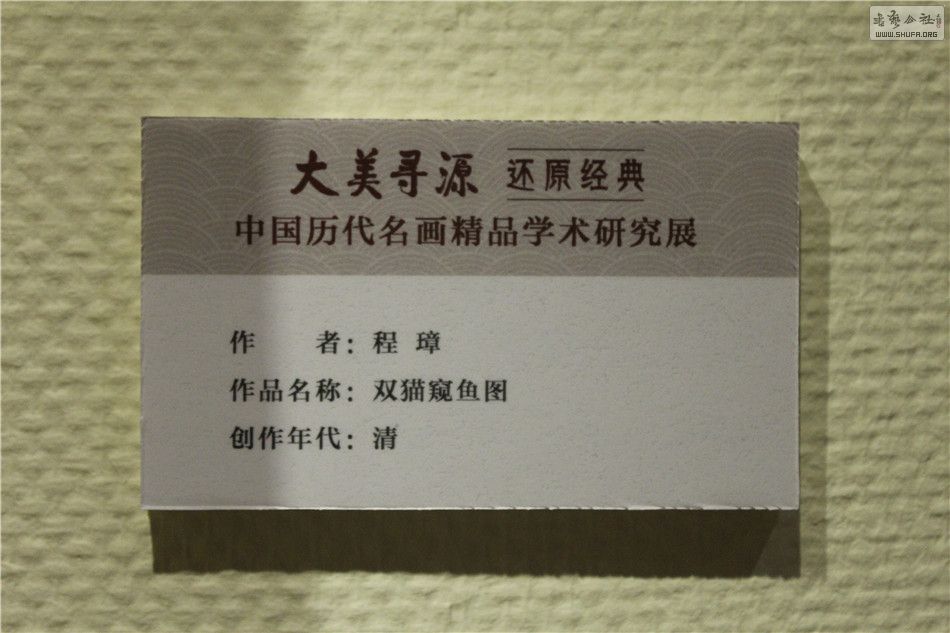 书艺公社
WWW.SHUFA.ORG
大美寻源 还原经典
中国历代名画精品学术研究展
作 者：程 璋
作品名称：双猫窥鱼图
创作年代：清